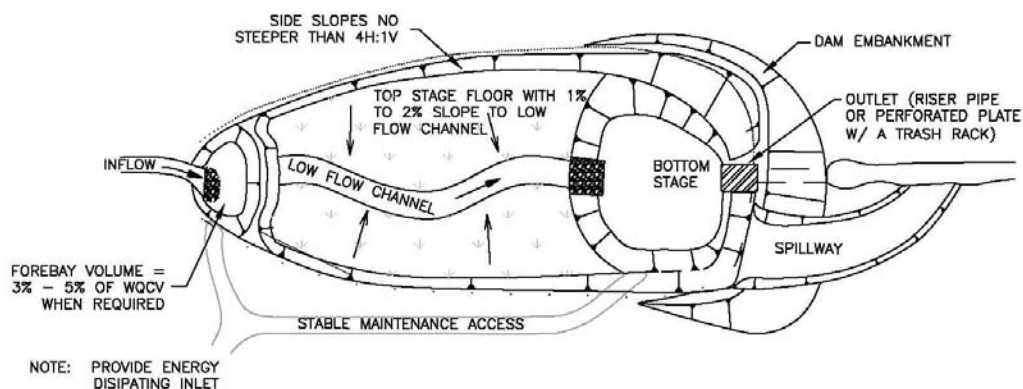 SIDE SLOPES NO
STEEPER THAN 4H:1V
DAM EMBANKMENT
TOP STAGE FLOOR WITH 1%
TO 2% SLOPE TO LOW
FLOW CHANNEL
OUTLET (RISER PIPE
OR PERFORATED PLATE
W/ A TRASH RACK)
INFLOW
LOW FLOW CHANNEL
BOTTOM
STAGE
SPILLWAY
FOREBAY VOLUME =
3% - 5% OF WQCV
WHEN REQUIRED
STABLE MAINTENANCE ACCESS
NOTE: PROVIDE ENERGY
DISIPATING INLET